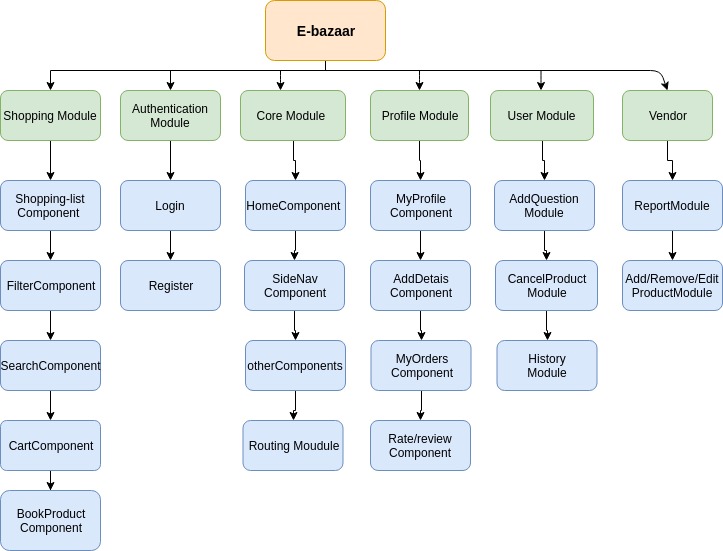 E-bazaar
Shopping Module
Authentication
Module
Core Module
Profile Module
User Module
Vendor
Shopping-list
Component
Login
HomeComponent
MyProfile
Component
AddQuestion
Module
ReportModule
FilterComponent
Register
SideNav
Component
AddDetais
Component
CancelProduct
Module
Add/Remove/Edit
ProductModule
SearchComponent
otherComponents
MyOrders
Component
History
Module
CartComponent
Routing Moudule
Rate/review
Component
BookProduct
Component